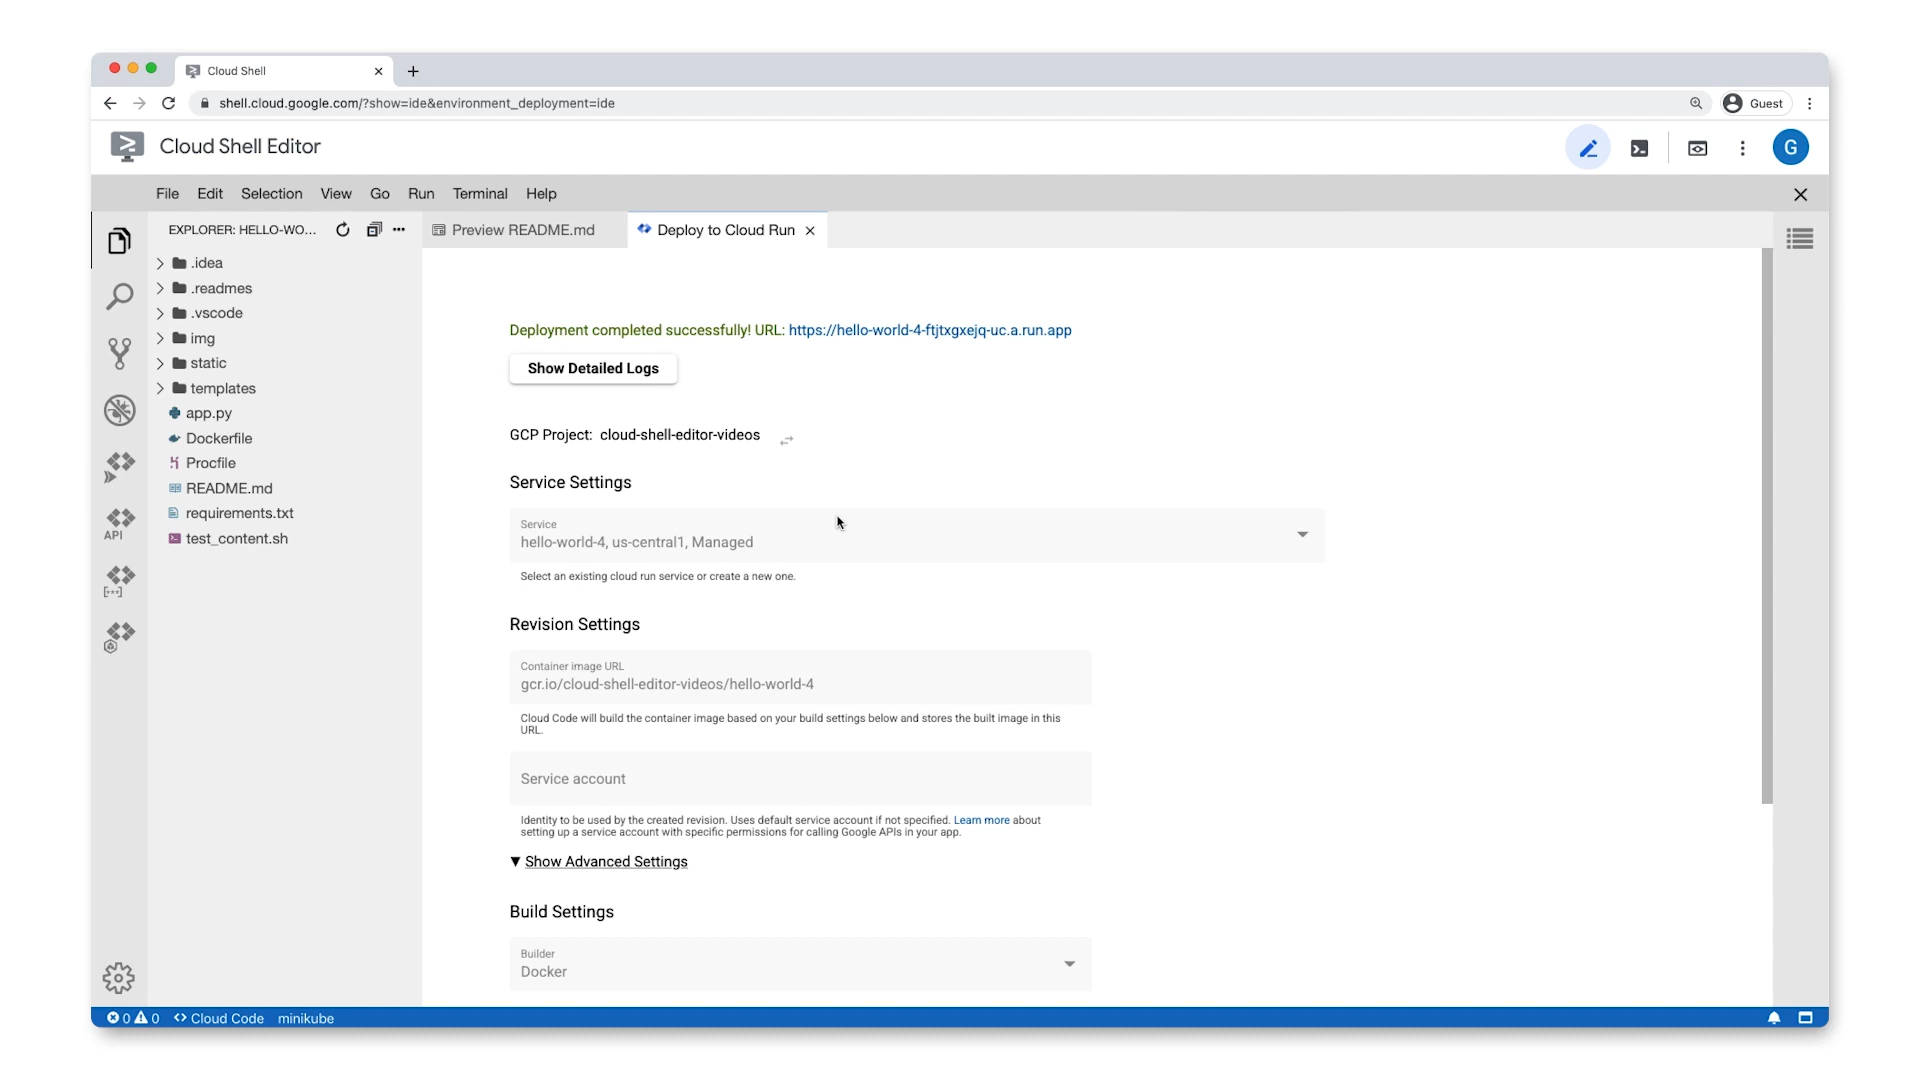 Cloud Shell
shell.cloud.google.com/?show=ide&environment_deployment=ide
Guest
Cloud Shell Editor
G
File Edit Selection View Go Run Terminal Help
EXPLORER: HELLO-WO...
Preview README.md
Deploy to Cloud Run
.idea
.readmes
.vscode
img
static
templates
app.py
Dockerfile
Procfile
README.md
requirements.txt
test_content.sh
API
Deployment completed successfully! URL: https://hello-world-4-ftjtxgxejq-uc.a.run.app
Show Detailed Logs
GCP Project: cloud-shell-editor-videos
Service Settings
Service
hello-world-4, us-central1, Managed
Select an existing cloud run service or create a new one.
Revision Settings
Container image URL
gcr.io/cloud-shell-editor-videos/hello-world-4
Cloud Code will build the container image based on your build settings below and stores the built image in this
URL.
Service account
Identity to be used by the created revision. Uses default service account if not specified. Learn more about
setting up a service account with specific permissions for calling Google APIs in your app.
Show Advanced Settings
Build Settings
Builder
Docker
0 0 Cloud Code minikube